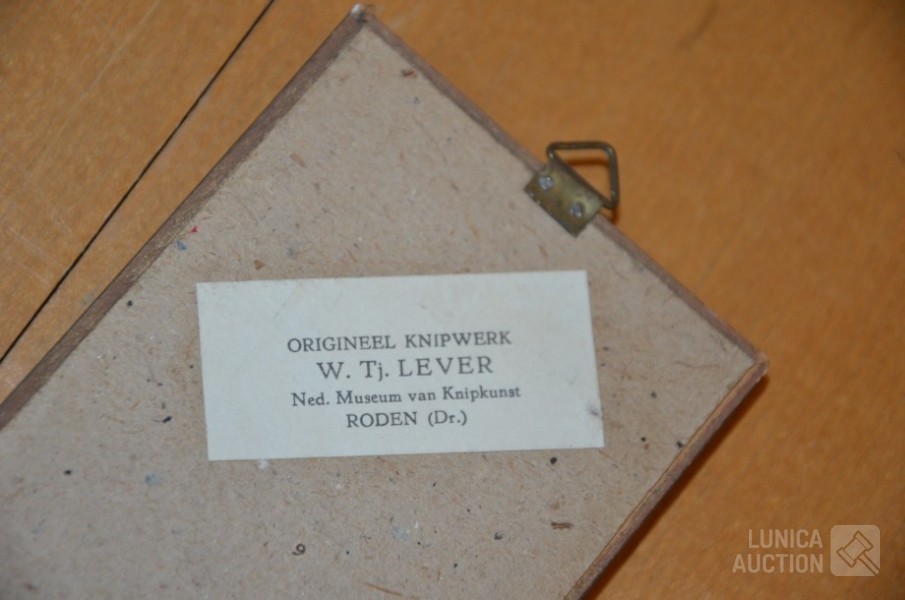 ORIGINEEL KNIPWERK
W. Tj. LEVER
Ned. Museum van Knipkunst
RODEN (Dr.)
LUNICA
AUCTION